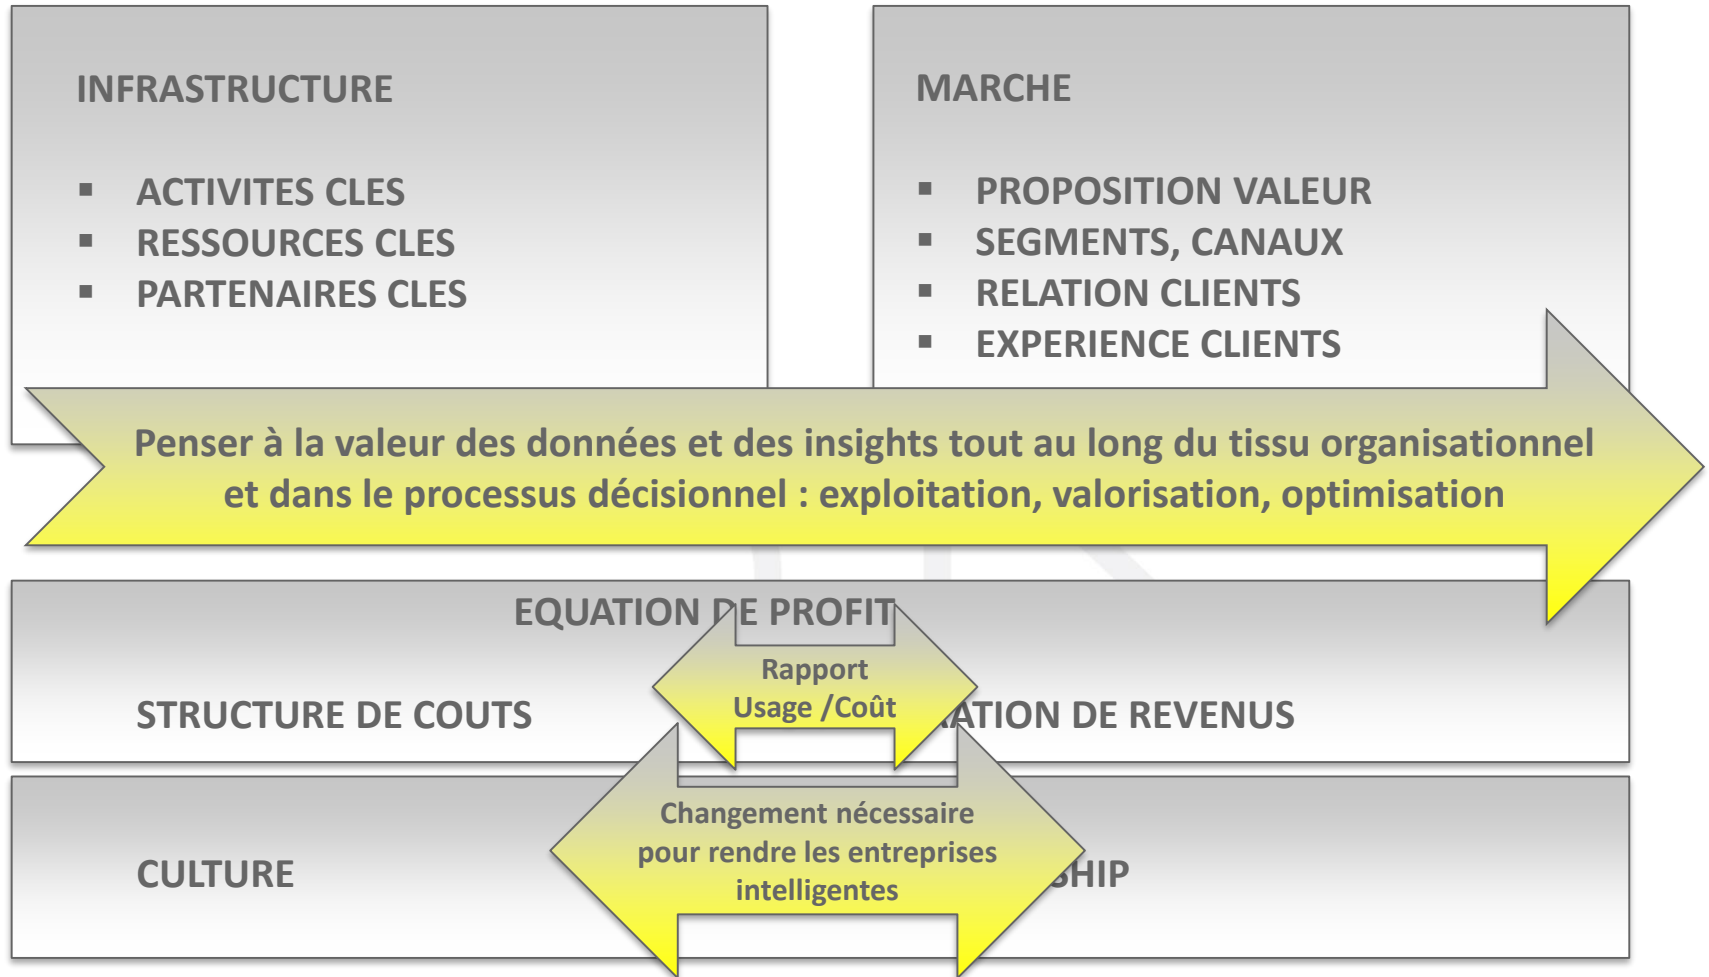 INFRASTRUCTURE
▪ ACTIVITES CLES
▪ RESSOURCES CLES
▪ PARTENAIRES CLES
MARCHE
▪ PROPOSITION VALEUR
▪ SEGMENTS, CANAUX
▪ RELATION CLIENTS
▪ EXPERIENCE CLIENTS
Penser à la valeur des données et des insights tout au long du tissu organisationnel
et dans le processus décisionnel : exploitation, valorisation, optimisation
EQUATION DE PROFIT
Rapport
Usage /Coût
STRUCTURE DE COUTS
DE REVENUS
Changement nécessaire
pour rendre les entreprises
intelligentes
CULTURE